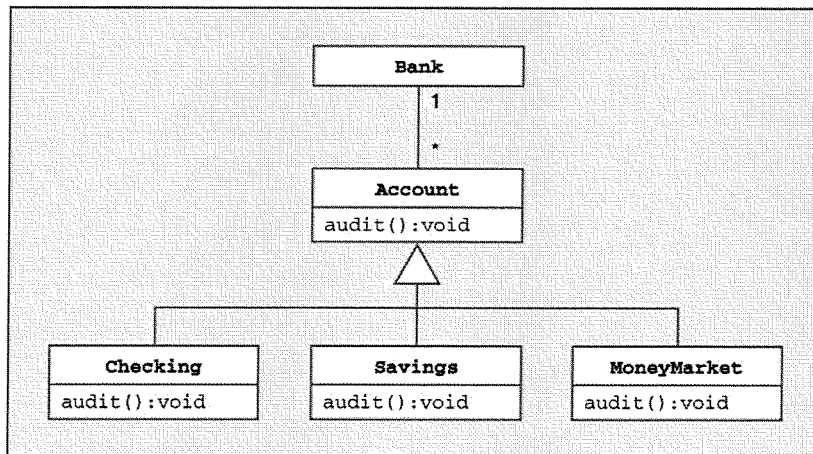 Bank
1
*
Account
audit():void
Checking
Savings
MoneyMarket
audit():void
audit():void
audit():void